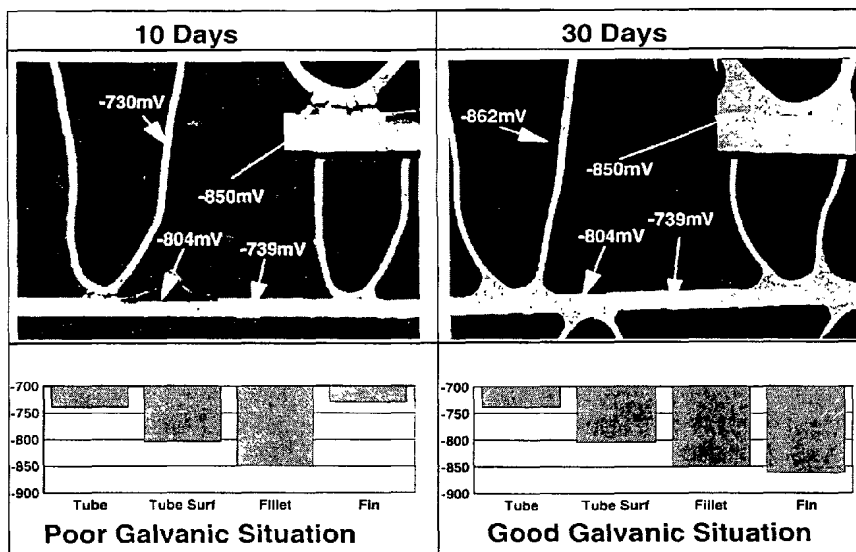 10 Days
30 Days
-730mV
-850mV
-804mV
-739mV
-862mV
-850mV
-804mV
-739mV
-700
-750
-800
-850
-900
Tube
Tube Surf
Fillet
Fin
Poor Galvanic Situation
-700
-750
-800
-850
-900
Tube
Tube Surf
Fillet
Fin
Good Galvanic Situation